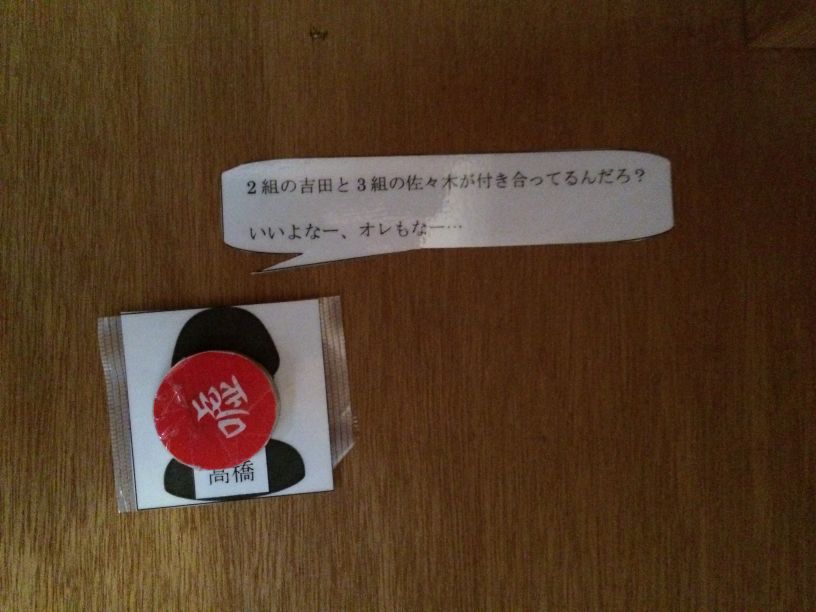 2組の吉田と3組の佐々木が付き合ってるんだろ？
いいよなー、オレもなー…
高橋